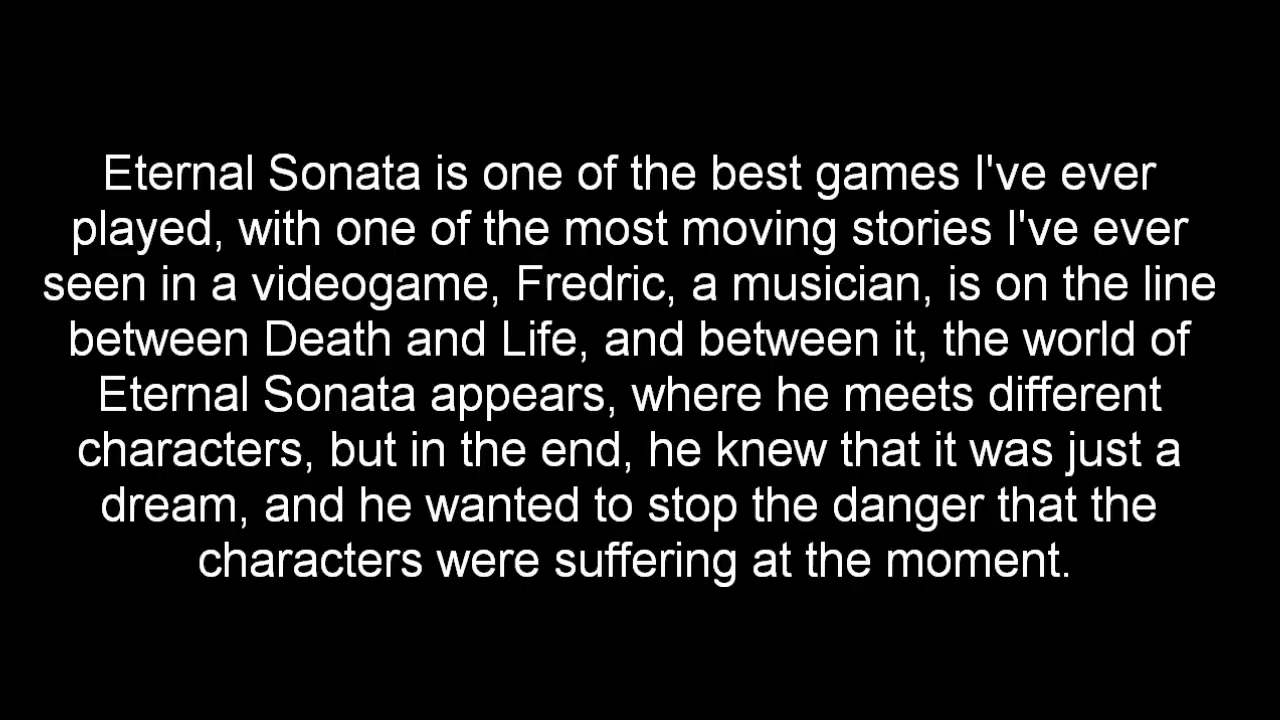 Eternal Sonata is one of the best games I've ever
played, with one of the most moving stories I've ever
seen in a videogame, Fredric, a musician, is on the line
between Death and Life, and between it, the world of
Eternal Sonata appears, where he meets different
characters, but in the end, he knew that it was just a
dream, and he wanted to stop the danger that the
characters were suffering at the moment.